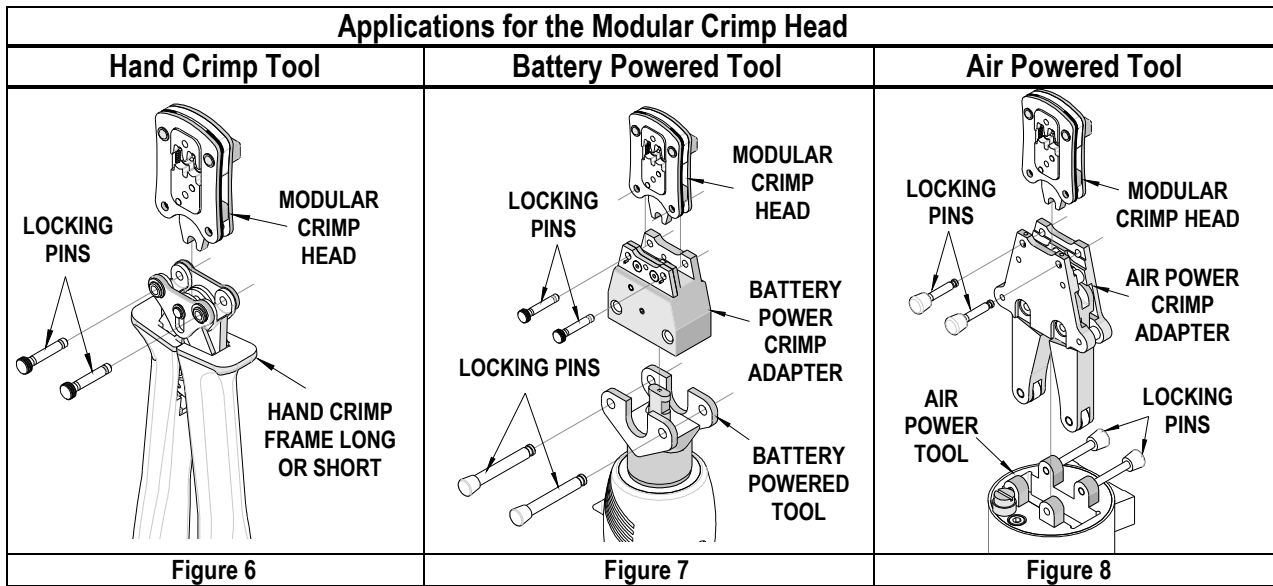 Applications for the Modular Crimp Head
Hand Crimp Tool
Battery Powered Tool
Air Powered Tool
LOCKING
PINS
MODULAR
CRIMP
HEAD
HAND CRIMP
FRAME LONG
OR SHORT
MODULAR
CRIMP
HEAD
LOCKING
PINS
BATTERY
POWER
CRIMP
ADAPTER
LOCKING PINS
BATTERY
POWERED
TOOL
LOCKING
PINS
MODULAR
CRIMP HEAD
AIR POWER
CRIMP
ADAPTER
AIR
POWER
TOOL
LOCKING
PINS
Figure 6
Figure 7
Figure 8